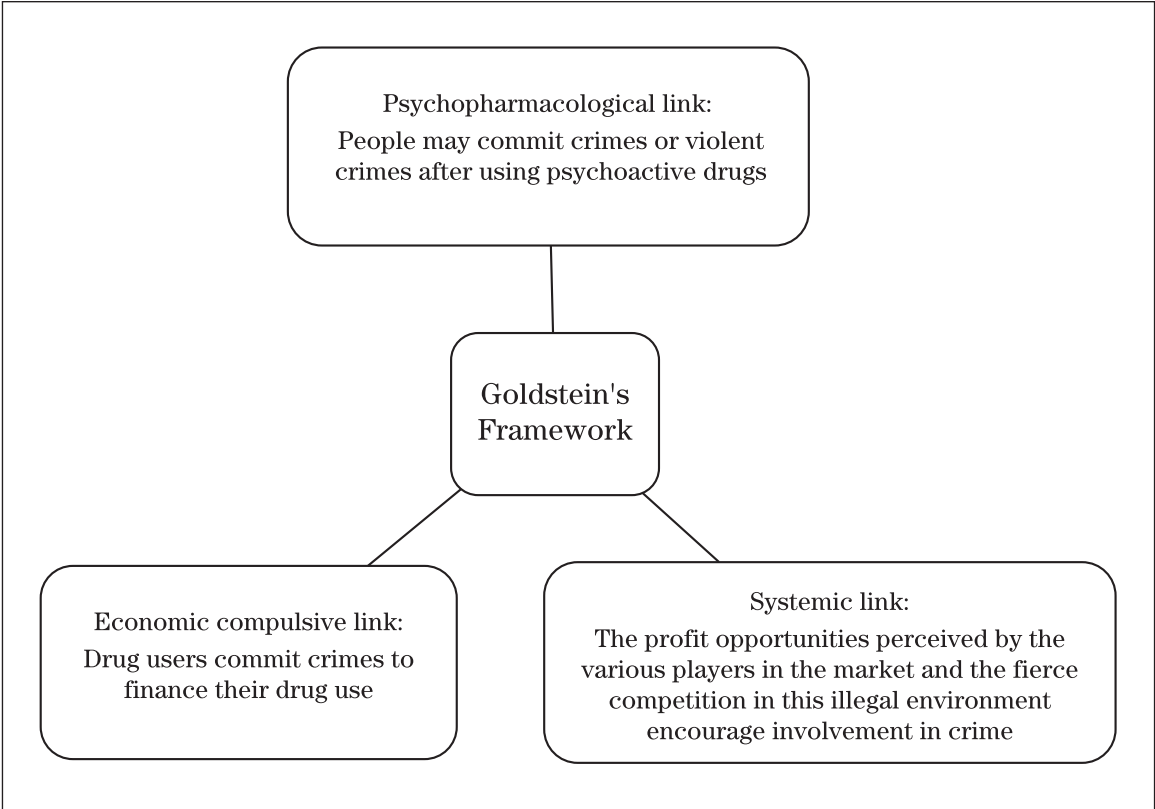 Psychopharmacological link:
People may commit crimes or violent
crimes after using psychoactive drugs
Goldstein's
Framework
Economic compulsive link:
Drug users commit crimes to
finance their drug use
Systemic link:
The profit opportunities perceived by the
various players in the market and the fierce
competition in this illegal environment
encourage involvement in crime